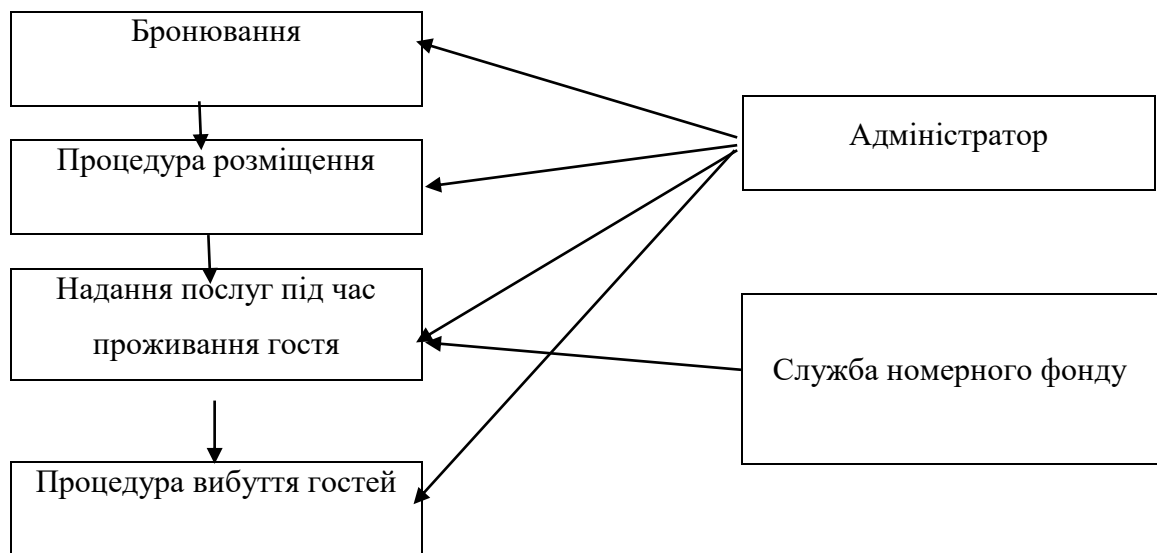 Бронювання
Процедура розміщення
Надання послуг під час
проживання гостя
Процедура вибуття гостей
Адміністратор
Служба номерного фонду